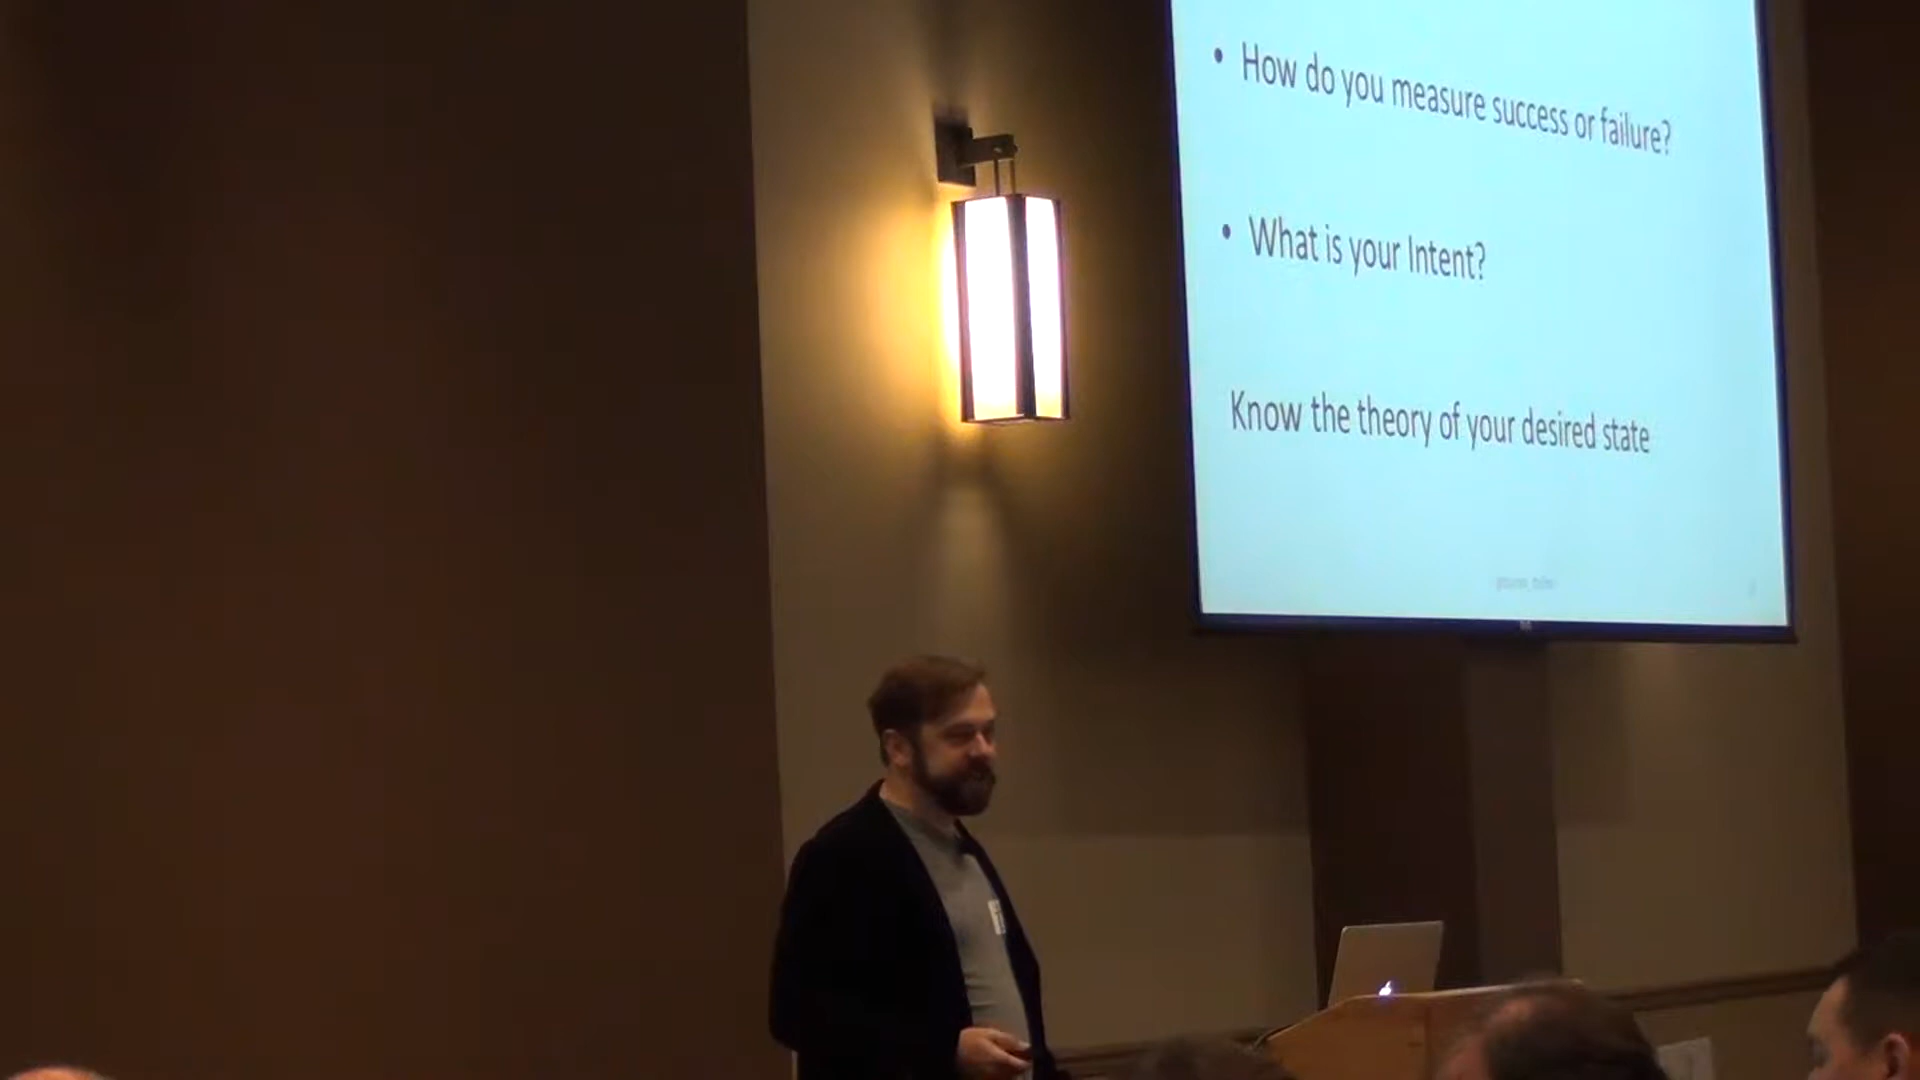 • How do you measure success or failure?
• What is your Intent?
Know the theory of your desired state